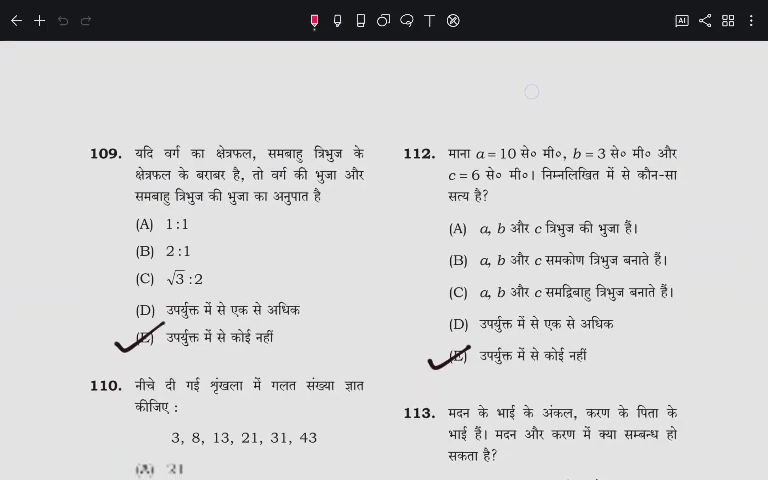 AI
109. यदि वर्ग का क्षेत्रफल, समबाहु त्रिभुज के
क्षेत्रफल के बराबर है, तो वर्ग की भुजा और
समबाहु त्रिभुज की भुजा का अनुपात है
(A) 1:1
(B) 2:1
(C) √3:2
(D) उपर्युक्त में से एक से अधिक
(E) उपर्युक्त में से कोई नहीं
110. नीचे दी गई शृंखला में गलत संख्या ज्ञात
कीजिए :
3, 8, 13, 21, 31, 43
(A) 21
112. माना a = 10 से० मी०, b = 3 से० मी० और
c = 6 से० मी०। निम्नलिखित में से कौन-सा
सत्य है?
(A) a, b और c त्रिभुज की भुजा हैं।
(B) a, b और c समकोण त्रिभुज बनाते हैं।
(C) a, b और c समद्विबाहु त्रिभुज बनाते हैं।
(D) उपर्युक्त में से एक से अधिक
(E) उपर्युक्त में से कोई नहीं
113. मदन के भाई के अंकल, करण के पिता के
भाई हैं। मदन और करण में क्या सम्बन्ध हो
सकता है?